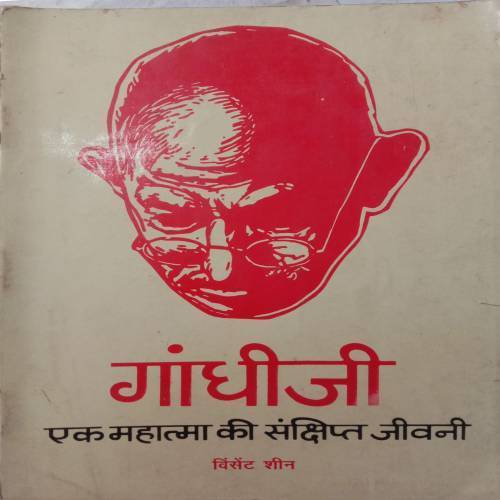 गांधीजी
एक महात्मा की संक्षिप्त जीवनी
विंसेंट शीन